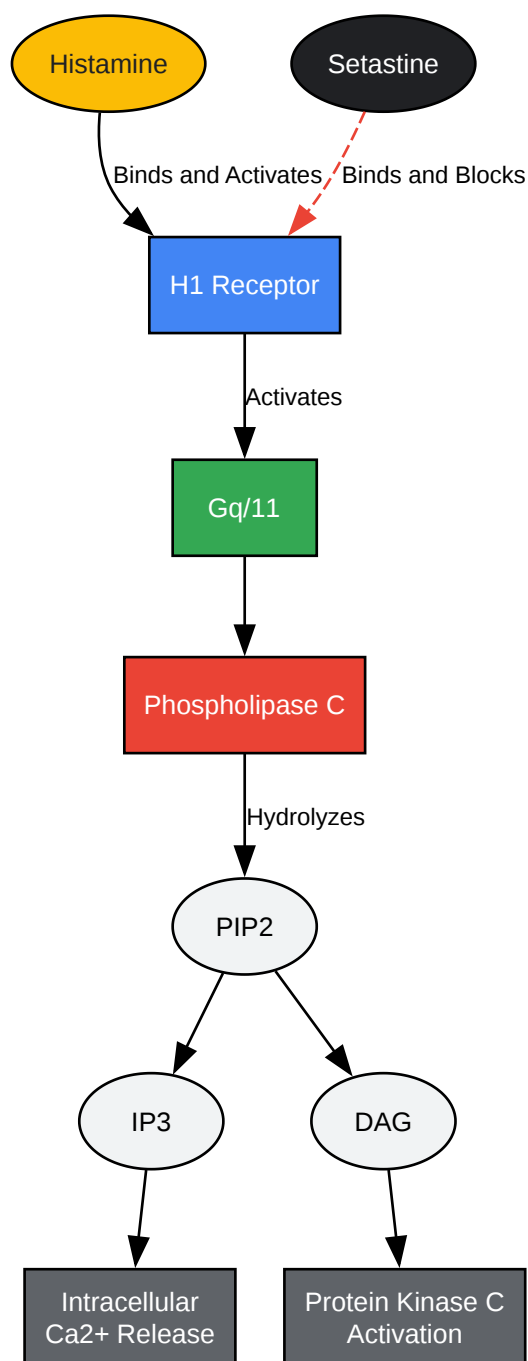 Histamine
Setastine
Binds and Activates
Binds and Blocks
H1 Receptor
Activates
Gq/11
Phospholipase C
Hydrolyzes
PIP2
IP3
DAG
Intracellular
Ca2+ Release
Protein Kinase C
Activation